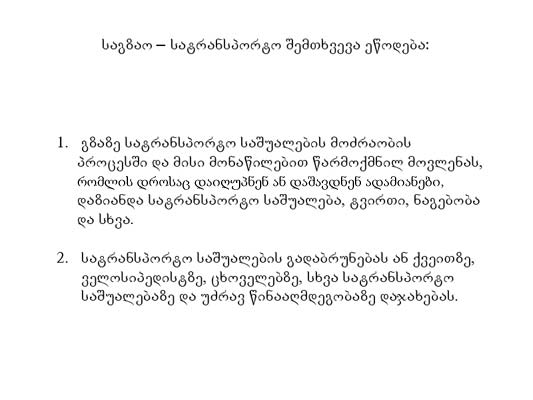 საგზაო – სატრანსპორტო შემთხვევა ეწოდება:
1. გზაზე სატრანსპორტო საშუალების მოძრაობის
პროცესში და მისი მონაწილებით წარმოქმნილ მოვლენას,
რომლის დროსაც დაიღუპნენ ან დაშავდნენ ადამიანები,
დაზიანდა სატრანსპორტო საშუალება, ტვირთი, ნაგებობა
და სხვა.
2. სატრანსპორტო საშუალების გადაბრუნებას ან ქვეითზე,
ველოსიპედისტზე, ცხოველებზე, სხვა სატრანსპორტო
საშუალებაზე და უძრავ წინააღმდეგობაზე დაჯახებას.